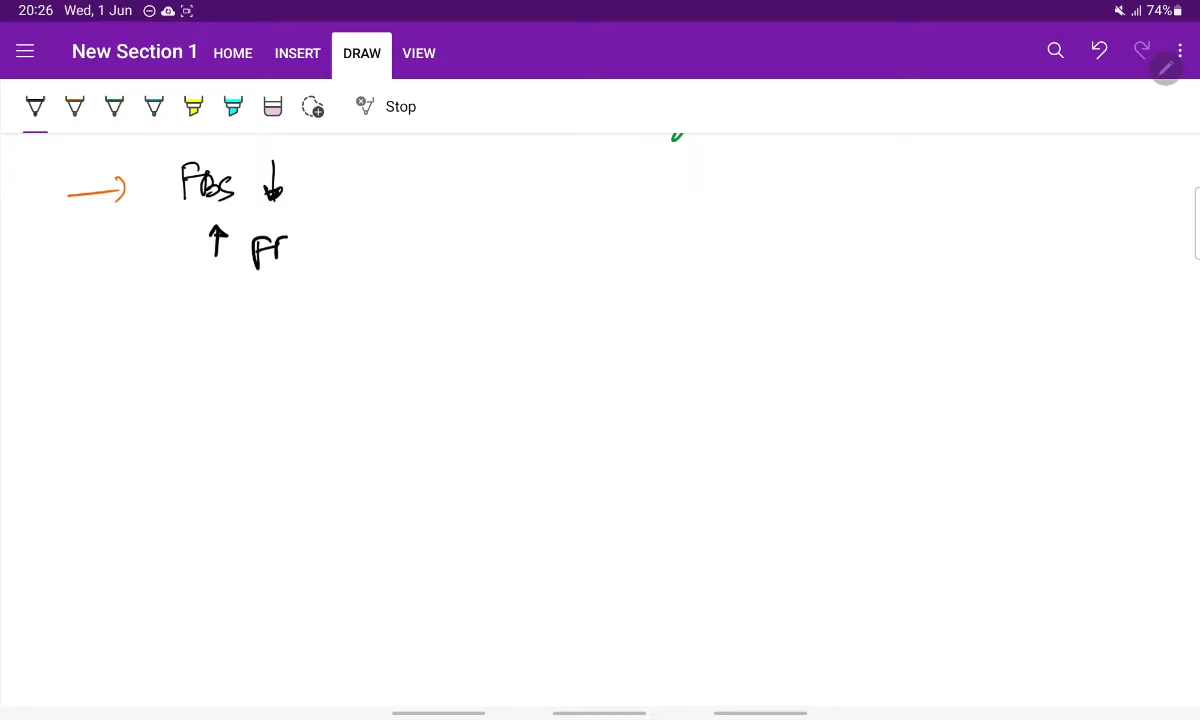 20:26 Wed, 1 Jun 74%
New Section 1 HOME INSERT DRAW VIEW
Stop
→ FBS ↓
↑ Fr